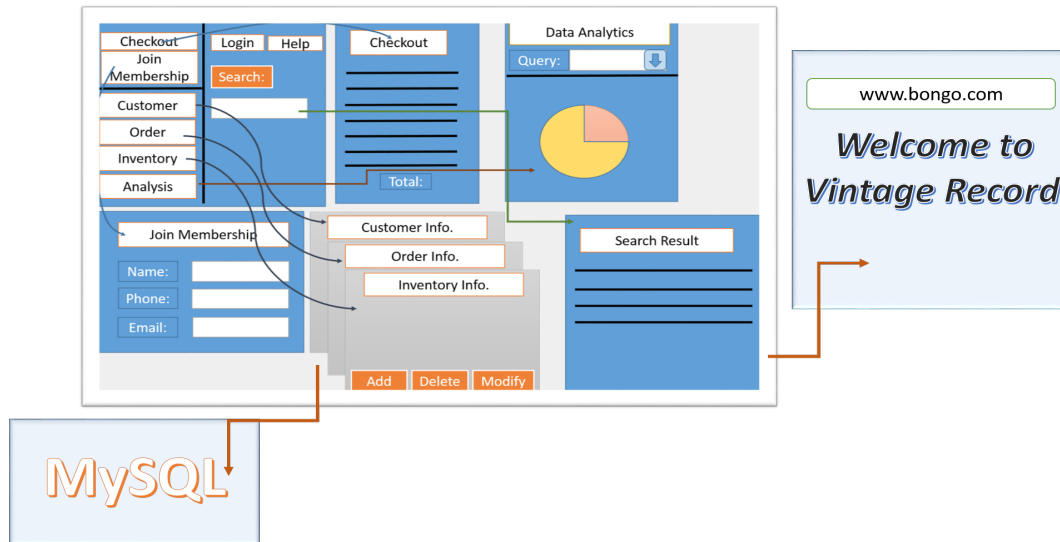 Checkout
Join
Membership
Customer
Order
Inventory
Analysis
Login
Help
Search:
Checkout
Total:
Data Analytics
Query:
www.bongo.com
Welcome to
Vintage Record
Join Membership
Name:
Phone:
Email:
Customer Info.
Order Info.
Inventory Info.
Add
Delete
Modify
Search Result
MySQL